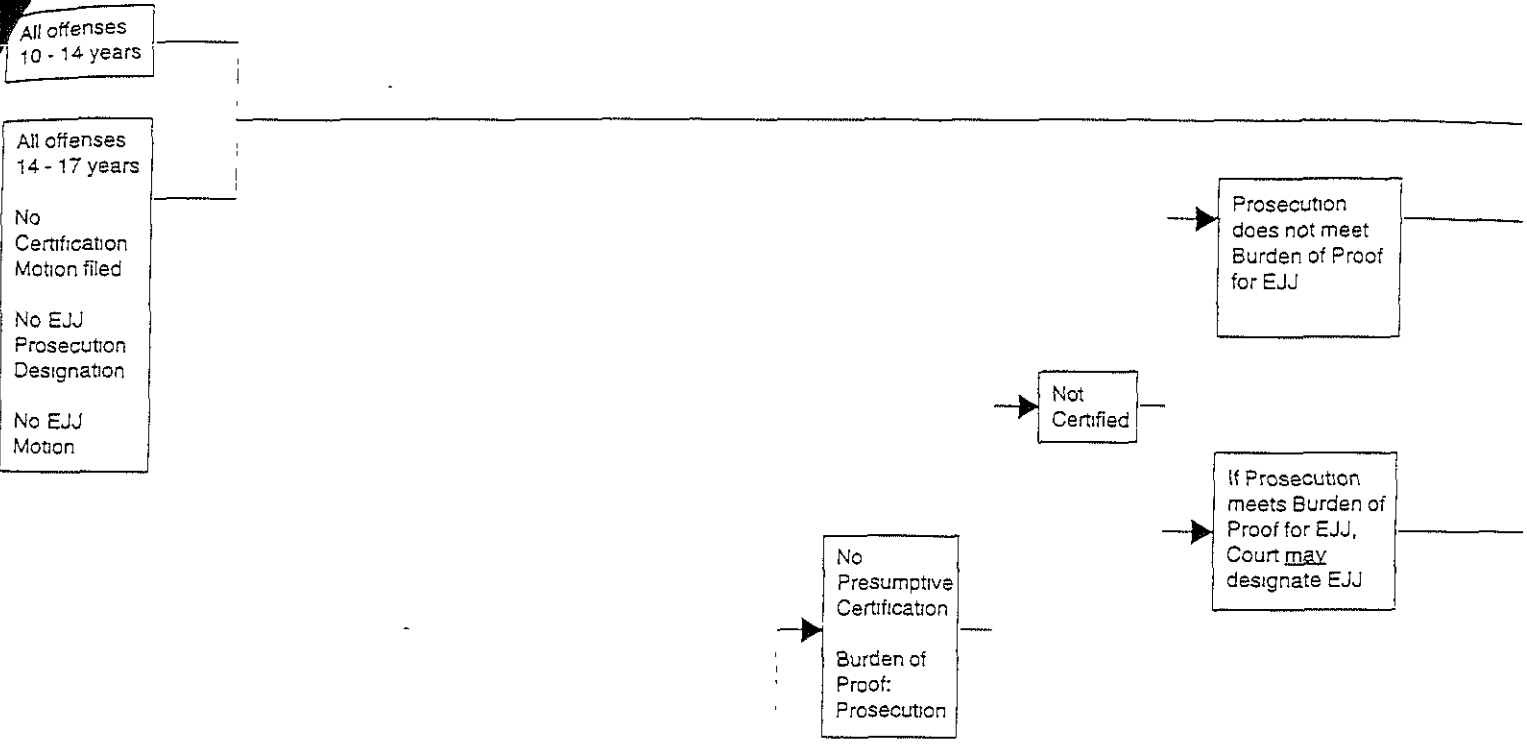 All offenses
10 - 14 years
All offenses
14 - 17 years
No
Certification
Motion filed
No EJJ
Prosecution
Designation
No EJJ
Motion
Prosecution
does not meet
Burden of Proof
for EJJ
Not
Certified
If Prosecution
meets Burden of
Proof for EJJ,
Court may
designate EJJ
No
Presumptive
Certification
Burden of
Proof:
Prosecution